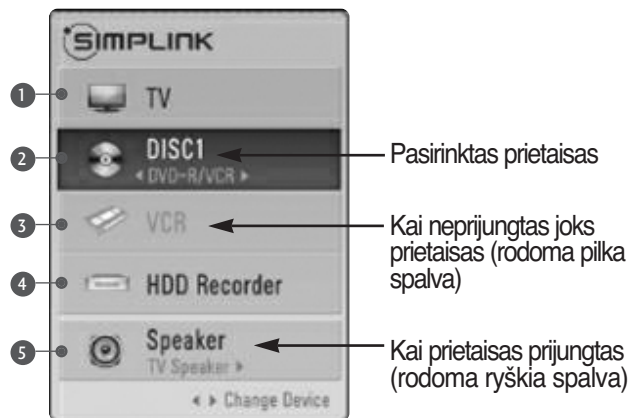 SIMPLINK
1 TV
2 DISC1 Pasirinktas prietaisas
◂ DVD-R/VCR ▸
3 VCR Kai neprijungtas joks
prietaisas (rodoma pilka
spalva)
4 HDD Recorder
5 Speaker Kai prietaisas prijungtas
TV Speaker ▸ (rodoma ryškia spalva)
◂ ▸ Change Device